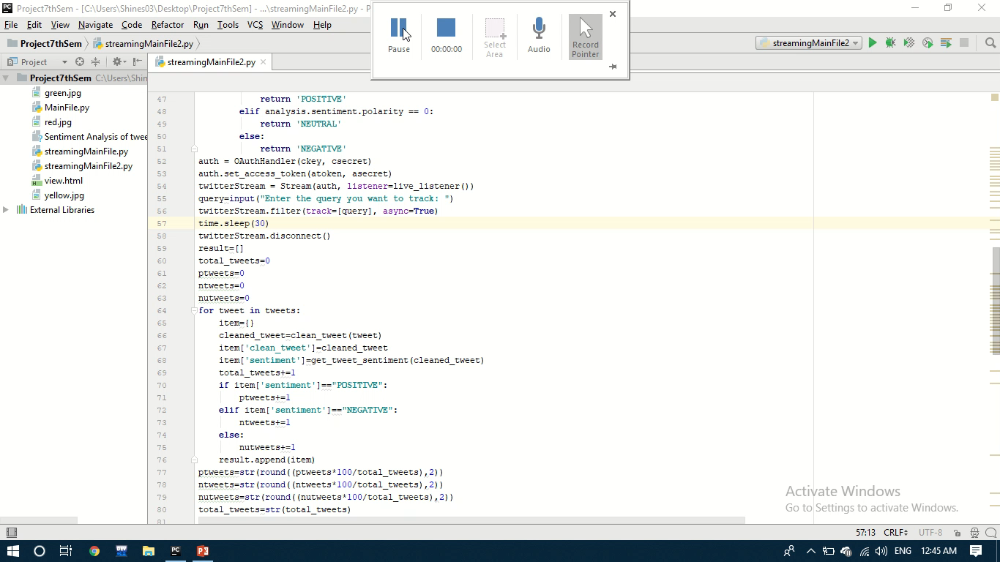 Project7thSem - [C:\Users\Shines03\Desktop\Project7thSem] - ...\streamingMainFile2.py - P
File Edit View Navigate Code Refactor Run Tools VCS Window Help
Pause
00:00:00
Select Area
Audio
Record Pointer
Project7thSem
streamingMainFile2.py
streamingMainFile2
Project
streamingMainFile2.py
Project7thSem C:\Users\Shin
green.jpg
MainFile.py
red.jpg
Sentiment Analysis of twee
streamingMainFile.py
streamingMainFile2.py
view.html
yellow.jpg
External Libraries
47 return 'POSITIVE'
48 elif analysis.sentiment.polarity == 0:
49 return 'NEUTRAL'
50 else:
51 return 'NEGATIVE'
52 auth = OAuthHandler(ckey, csecret)
53 auth.set_access_token(atoken, asecret)
54 twitterStream = Stream(auth, listener=live_listener())
55 query=input("Enter the query you want to track: ")
56 twitterStream.filter(track=[query], async=True)
57 time.sleep(30)
58 twitterStream.disconnect()
59 result=[]
60 total_tweets=0
61 ptweets=0
62 ntweets=0
63 nutweets=0
64 for tweet in tweets:
65 item={}
66 cleaned_tweet=clean_tweet(tweet)
67 item['clean_tweet']=cleaned_tweet
68 item['sentiment']=get_tweet_sentiment(cleaned_tweet)
69 total_tweets+=1
70 if item['sentiment']=="POSITIVE":
71 ptweets+=1
72 elif item['sentiment']=="NEGATIVE":
73 ntweets+=1
74 else:
75 nutweets+=1
76 result.append(item)
77 ptweets=str(round((ptweets*100/total_tweets),2))
78 ntweets=str(round((ntweets*100/total_tweets),2))
79 nutweets=str(round((nutweets*100/total_tweets),2))
80 total_tweets=str(total_tweets)
81
Activate Windows
Go to Settings to activate Windows.
57:13 CRLF UTF-8
ENG 12:45 AM